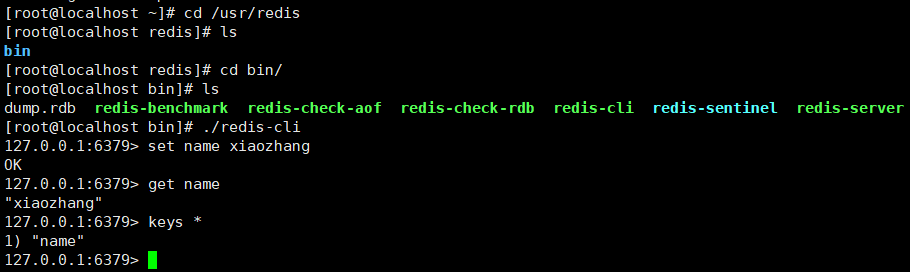 [root@localhost ~]# cd /usr/redis
[root@localhost redis]# ls
bin
[root@localhost redis]# cd bin/
[root@localhost bin]# ls
dump.rdb  redis-benchmark  redis-check-aof  redis-check-rdb  redis-cli  redis-sentinel  redis-server
[root@localhost bin]# ./redis-cli
127.0.0.1:6379> set name xiaozhang
OK
127.0.0.1:6379> get name
"xiaozhang"
127.0.0.1:6379> keys *
1) "name"
127.0.0.1:6379>